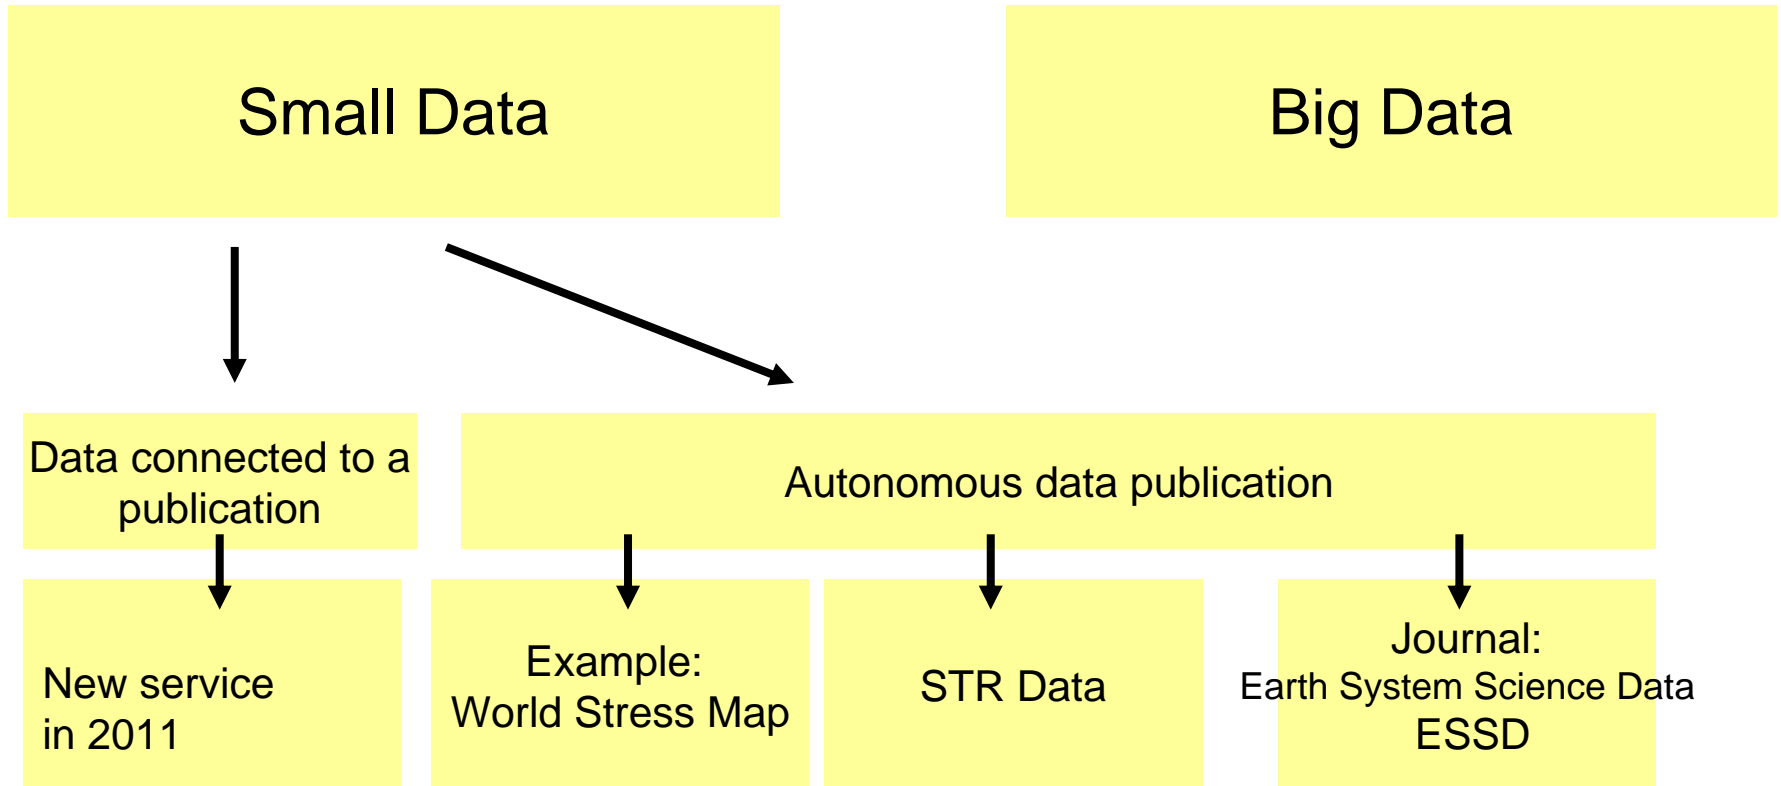 Small Data
Big Data
Data connected to a
publication
Autonomous data publication
New service
in 2011
Example:
World Stress Map
STR Data
Journal:
Earth System Science Data
ESSD